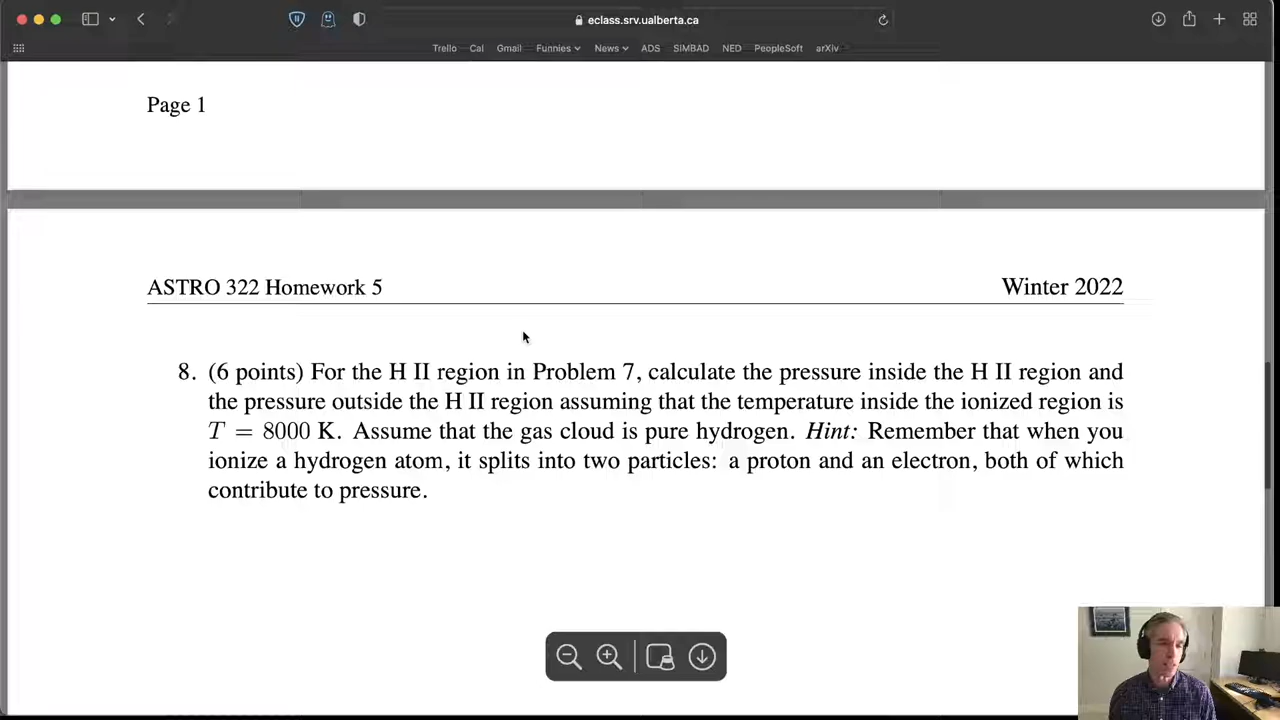 eclass.srv.ualberta.ca
Trello Cal Gmail Funnies News ADS SIMBAD NED PeopleSoft arXiv
Page 1
ASTRO 322 Homework 5 Winter 2022
8. (6 points) For the H II region in Problem 7, calculate the pressure inside the H II region and
the pressure outside the H II region assuming that the temperature inside the ionized region is
T = 8000 K. Assume that the gas cloud is pure hydrogen. Hint: Remember that when you
ionize a hydrogen atom, it splits into two particles: a proton and an electron, both of which
contribute to pressure.